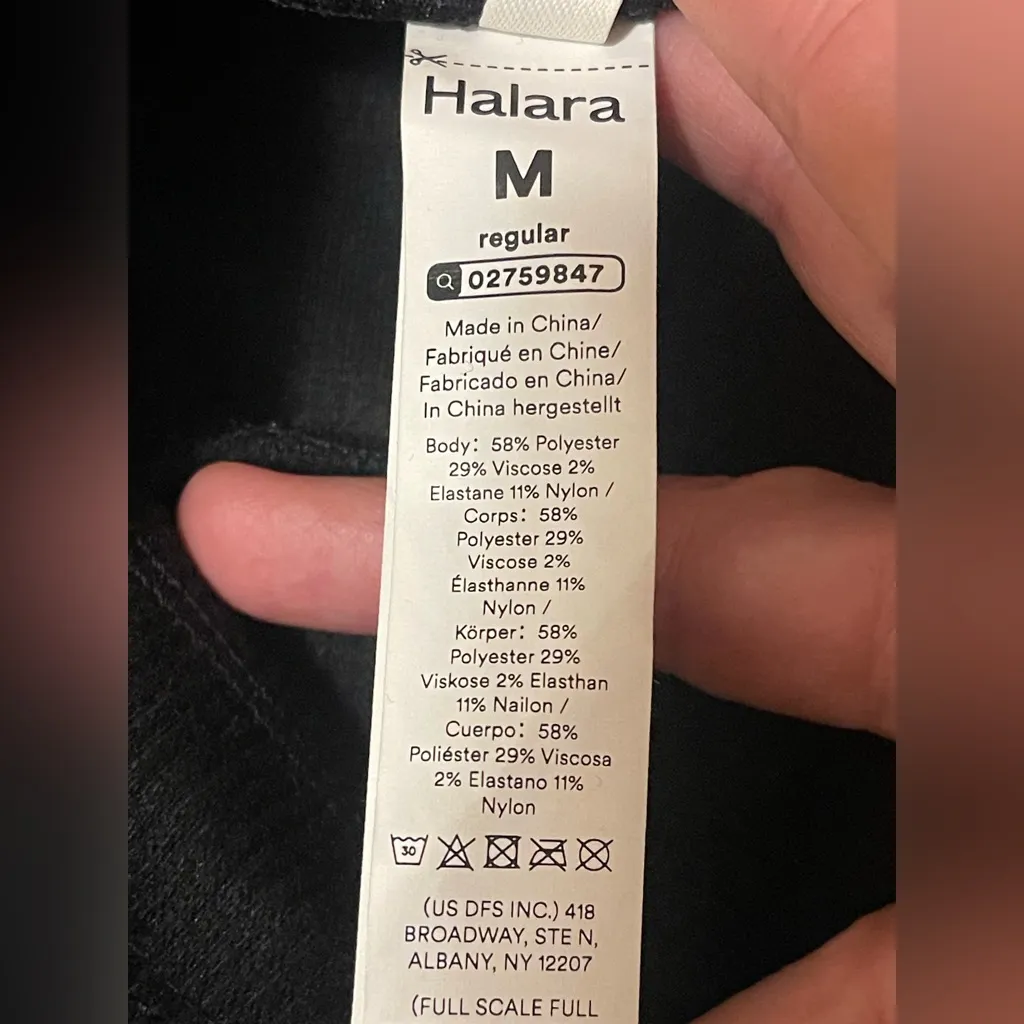 Halara
M
regular
02759847
Made in China/
Fabriqué en Chine/
Fabricado en China/
In China hergestellt
Body: 58% Polyester
29% Viscose 2%
Elastane 11% Nylon /
Corps: 58%
Polyester 29%
Viscose 2%
Élasthanne 11%
Nylon /
Körper: 58%
Polyester 29%
Viskose 2% Elasthan
11% Nailon /
Cuerpo: 58%
Poliéster 29% Viscosa
2% Elastano 11%
Nylon
30
(US DFS INC.) 418
BROADWAY, STE N,
ALBANY, NY 12207
(FULL SCALE FULL